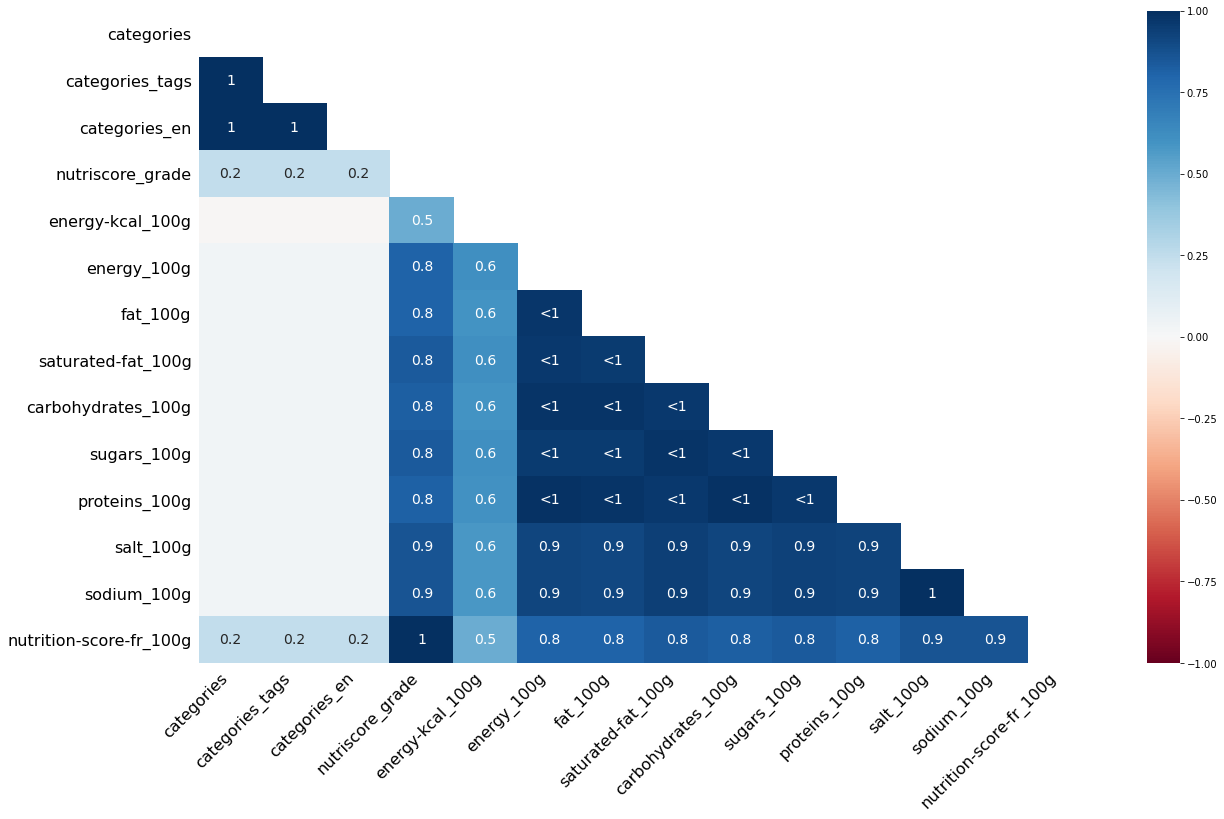 categories
categories_tags 1
categories_en 1 1
nutriscore_grade 0.2 0.2 0.2
energy-kcal_100g 0.5
energy_100g 0.8 0.6
fat_100g 0.8 0.6 <1
saturated-fat_100g 0.8 0.6 <1 <1
carbohydrates_100g 0.8 0.6 <1 <1 <1
sugars_100g 0.8 0.6 <1 <1 <1 <1
proteins_100g 0.8 0.6 <1 <1 <1 <1 <1
salt_100g 0.9 0.6 0.9 0.9 0.9 0.9 0.9 0.9
sodium_100g 0.9 0.6 0.9 0.9 0.9 0.9 0.9 0.9 1
nutrition-score-fr_100g 0.2 0.2 0.2 1 0.5 0.8 0.8 0.8 0.8 0.8 0.8 0.9 0.9
categories
categories_tags
categories_en
nutriscore_grade
energy-kcal_100g
energy_100g
fat_100g
saturated-fat_100g
carbohydrates_100g
sugars_100g
proteins_100g
salt_100g
sodium_100g
nutrition-score-fr_100g
1.00
0.75
0.50
0.25
0.00
−0.25
−0.50
−0.75
−1.00